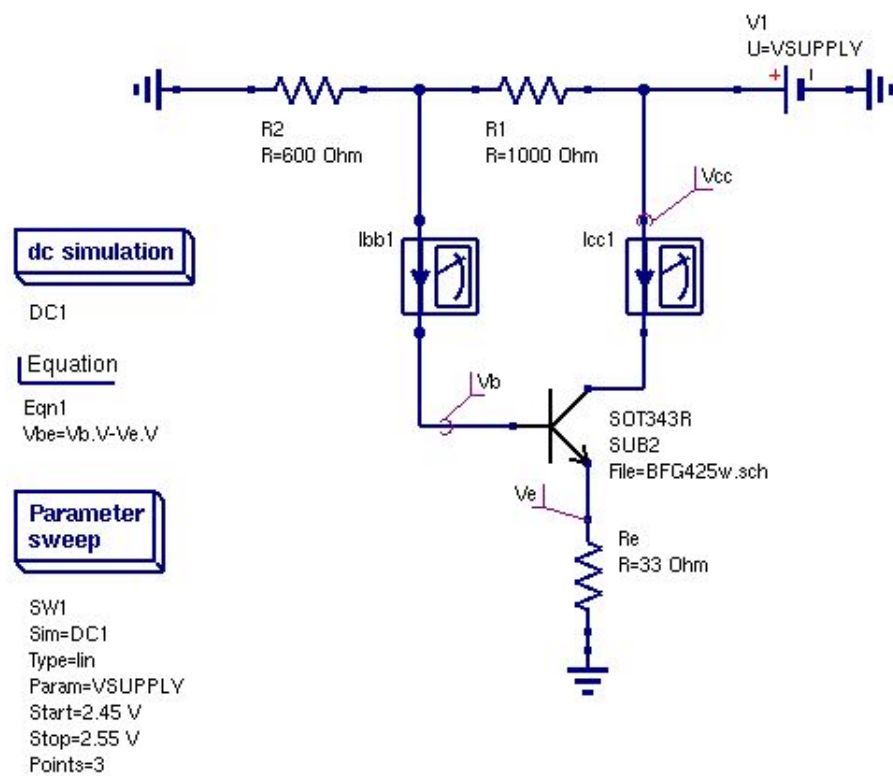 V1
U=VSUPPLY
R2
R=600 Ohm
R1
R=1000 Ohm
Vcc
Ibb1
Icc1
dc simulation
DC1
Equation
Eqn1
Vbe=Vb.V-Ve.V
Vb
SOT343R
SUB2
File=BFG425w.sch
Ve
Re
R=33 Ohm
Parameter
sweep
SW1
Sim=DC1
Type=lin
Param=VSUPPLY
Start=2.45 V
Stop=2.55 V
Points=3